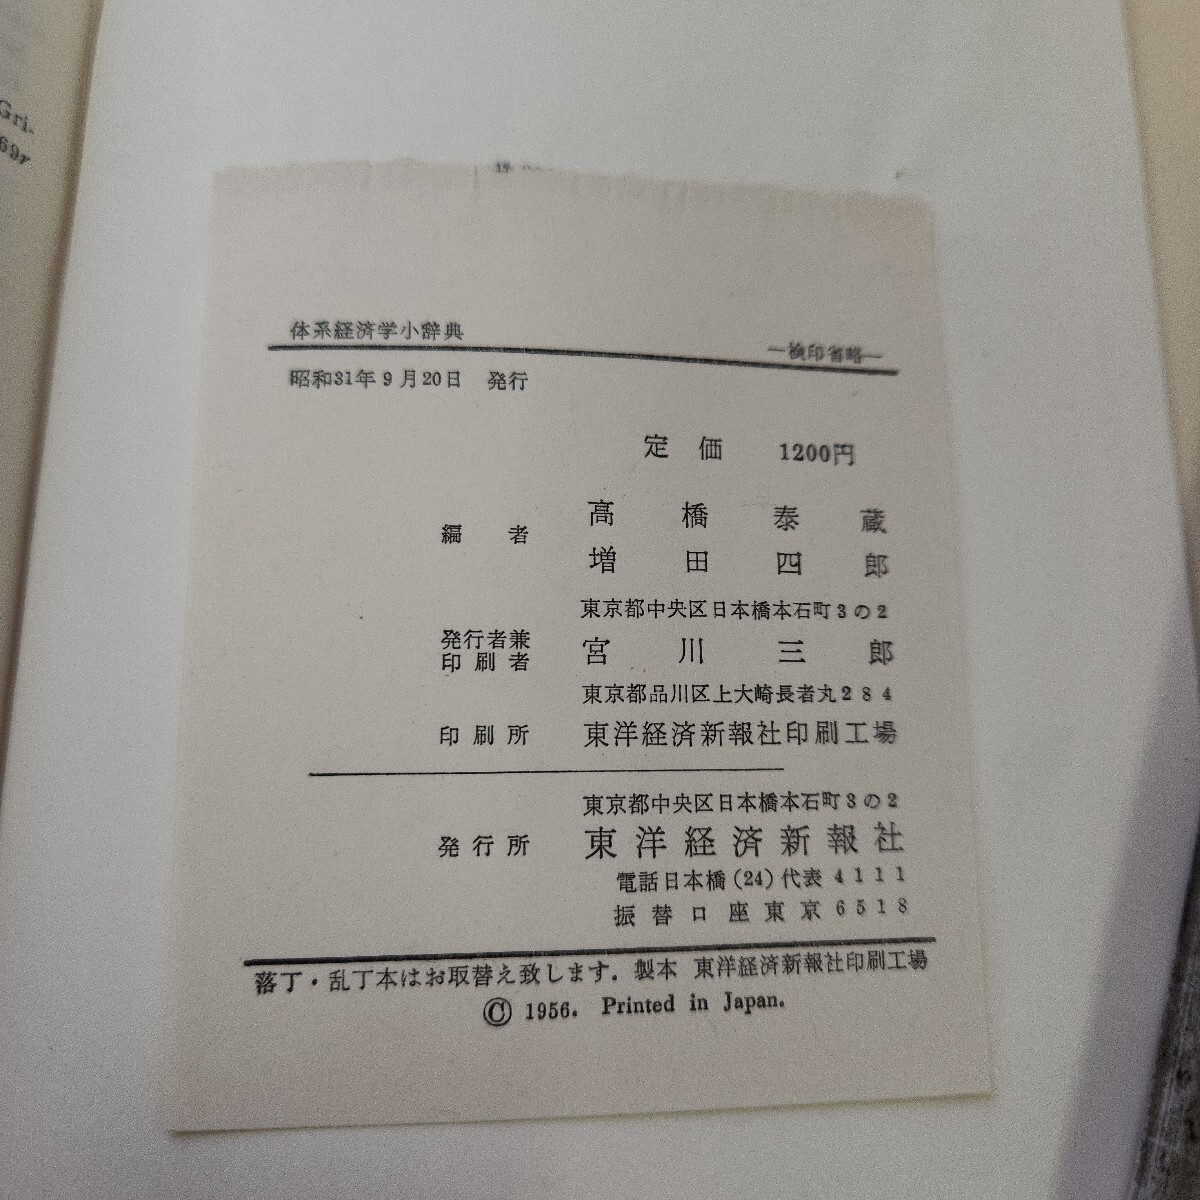 Gri-
69r
体系経済学小辞典
―検印省略―
昭和31年9月20日 発行
定価 1200円
編者
高橋泰蔵
増田四郎
東京都中央区日本橋本石町3の2
発行者兼
印刷者
宮川三郎
東京都品川区上大崎長者丸284
印刷所 東洋経済新報社印刷工場
東京都中央区日本橋本石町3の2
発行所 東洋経済新報社
電話日本橋(24)代表4111
振替口座東京6518
落丁・乱丁本はお取替え致します. 製本 東洋経済新報社印刷工場
© 1956. Printed in Japan.